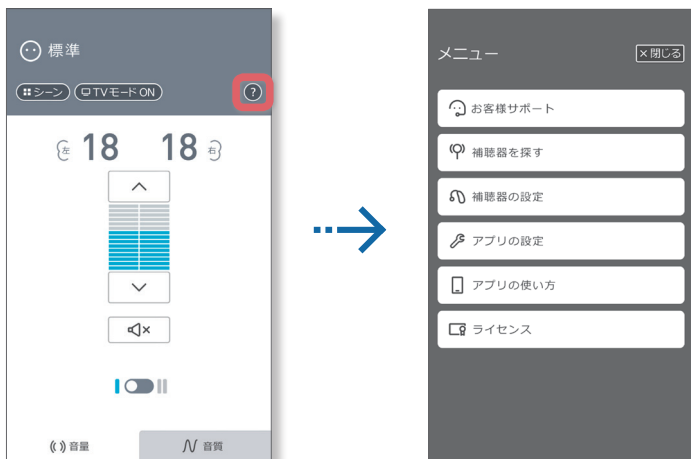 標準
シーン TVモード ON ?
左 18 18 右
音量 音質
メニュー
×閉じる
お客様サポート
補聴器を探す
補聴器の設定
アプリの設定
アプリの使い方
ライセンス